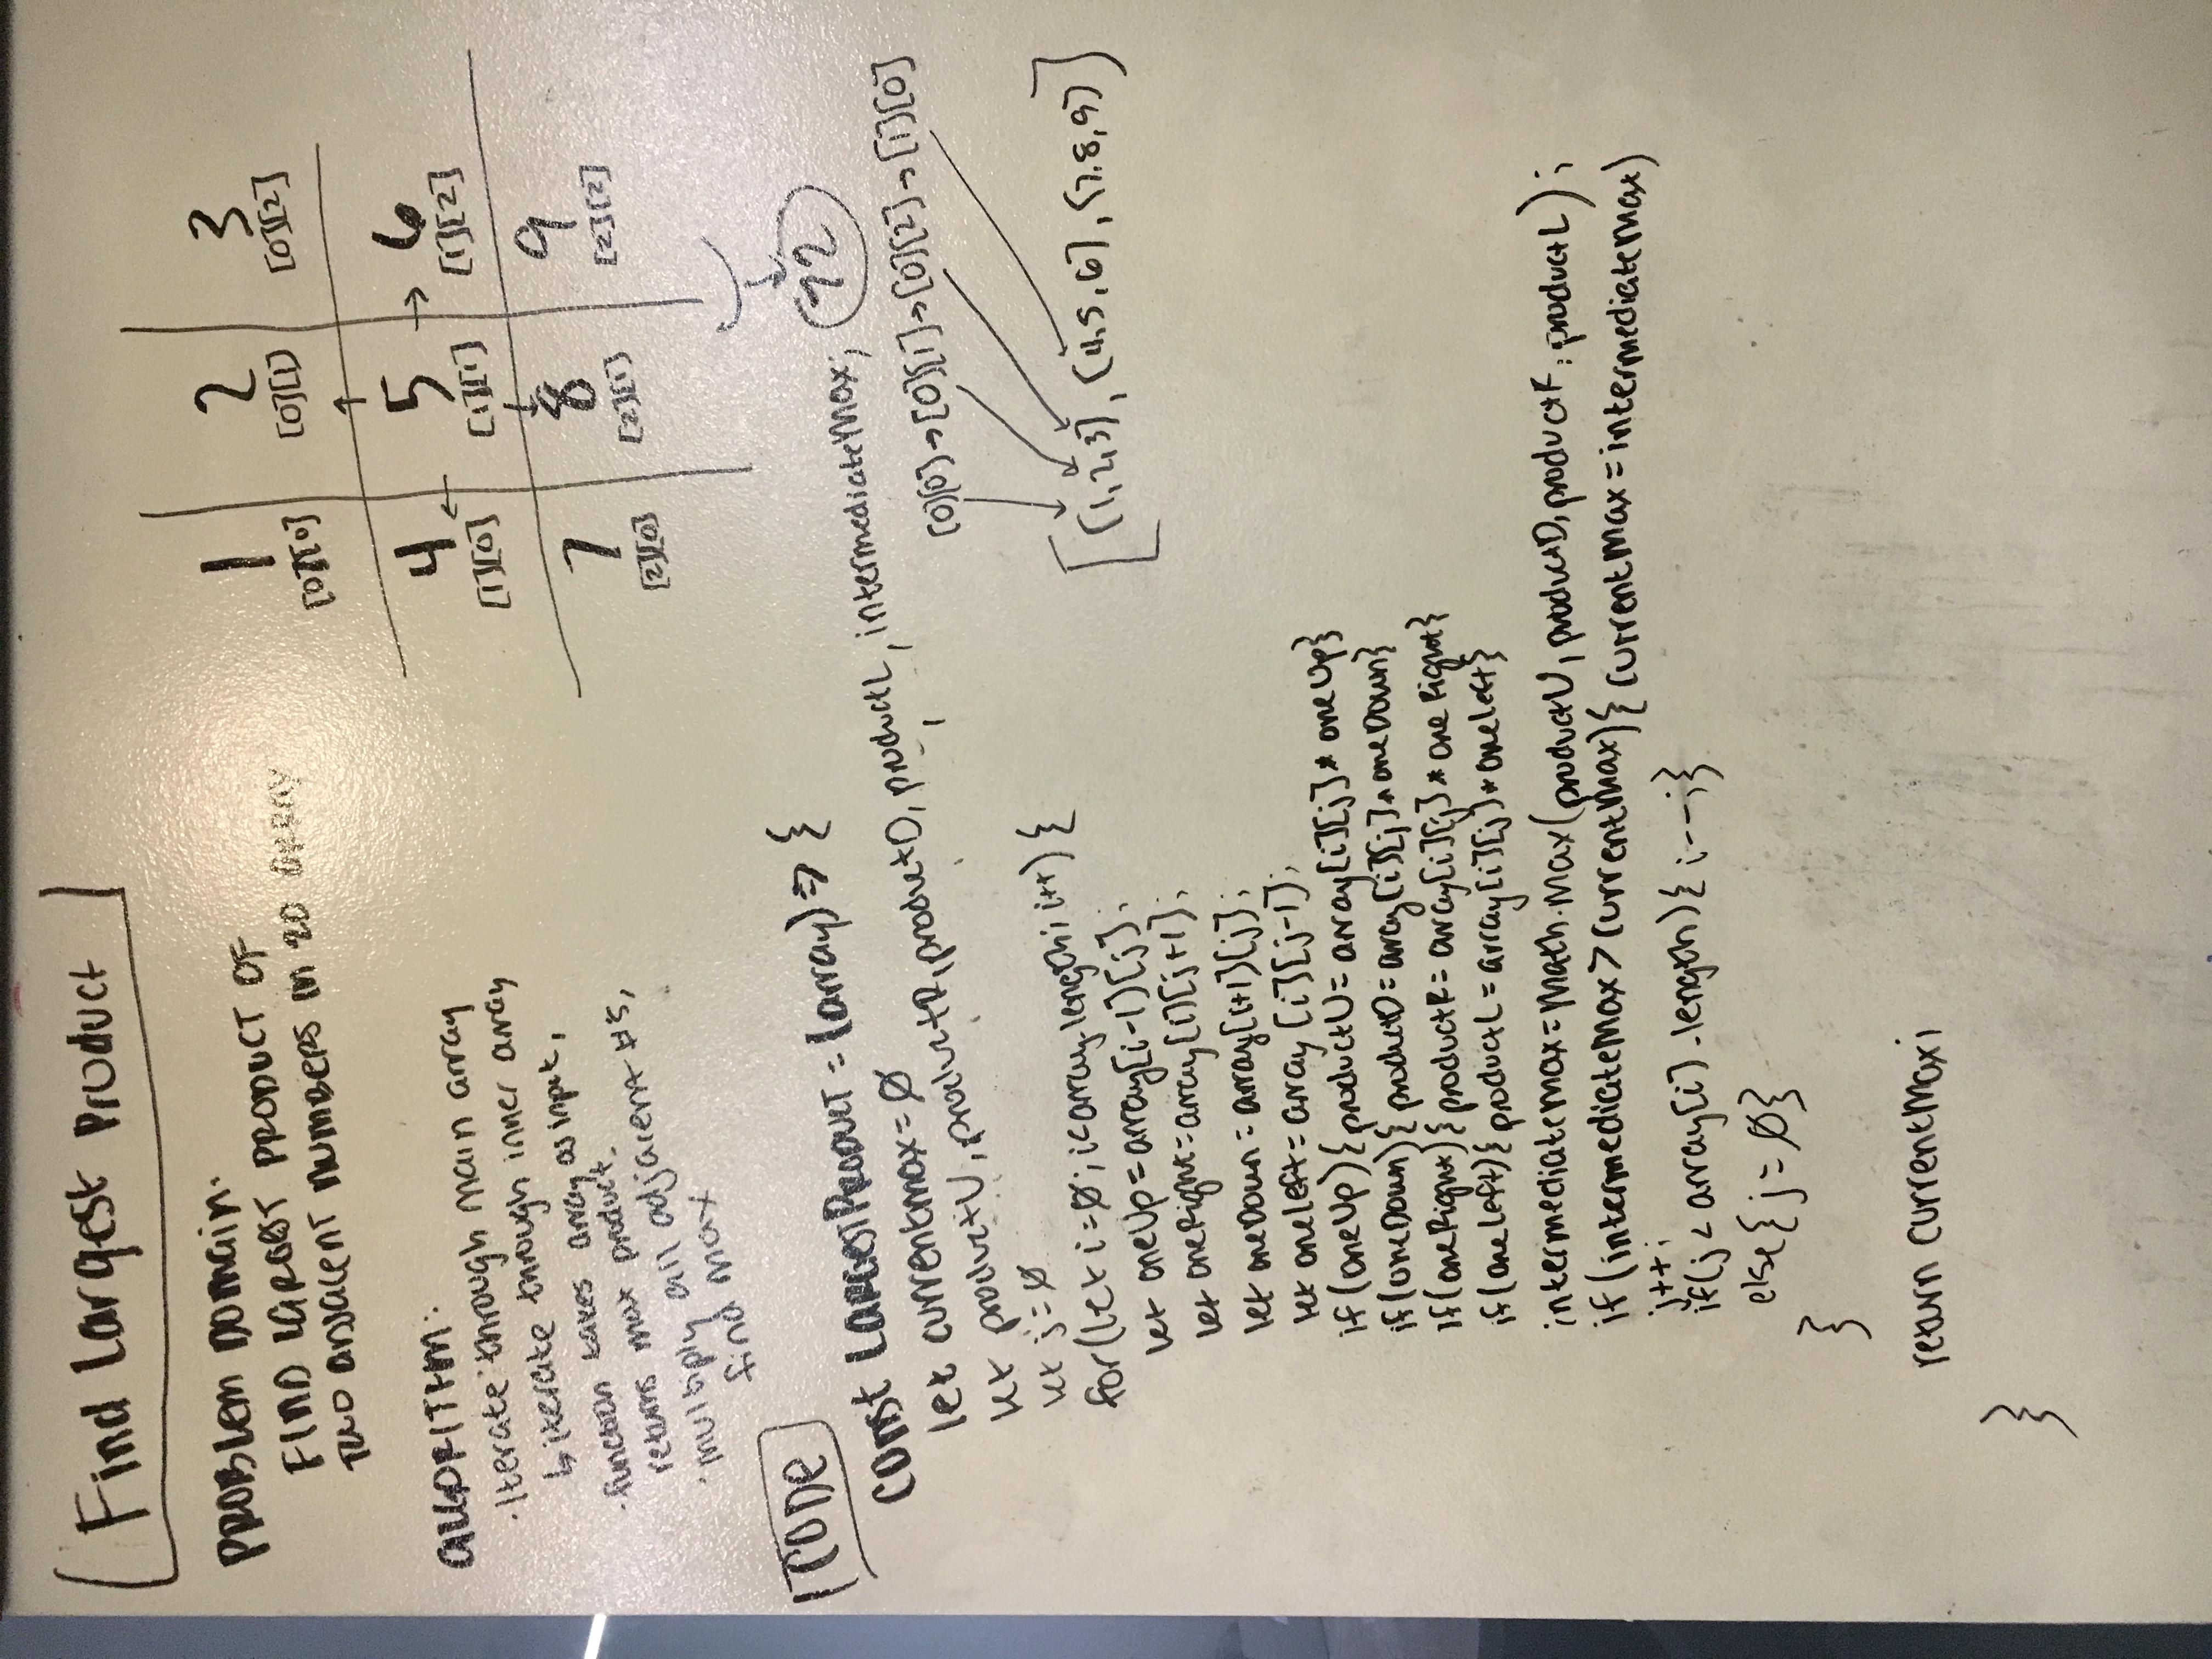 Find Largest Product
PROBLEM DOMAIN:
FIND LARGEST PRODUCT OF
TWO ADJACENT NUMBERS IN 2D ARRAY
ALGORITHM:
· Iterate through main array
↳ iterate through inner array
· function takes array as input,
returns max product.
· multiply all adjacent #'s,
find max
1 2 3
[0][0] [0][1] [0][2]
↑
4 ← 5 → 6
[1][0] [1][1] [1][2]
↓
7 8 9
[2][0] [2][1] [2][2]
↓
72
[0][0]→[0][1]→[0][2]→[1][0]
[[1,2,3], [4,5,6], [7,8,9]]
CODE
const LARGESTPRODUCT = (array) => {
let currentmax = 0
let productU, productR, productD, productL, intermediateMax;
let j = 0
for(let i=0; i<array.length; i++) {
let oneUp = array[i-1][j];
let oneRight = array[i][j+1];
let oneDown = array[i+1][j];
let oneleft = array [i][j-1];
if (oneUp) {productU = array[i][j] * oneUp}
if (oneDown) { productD = array[i][j] * oneDown}
if (oneRight) {productR = array[i][j] * oneRight}
if (oneleft) { productL = array[i][j] * oneleft}
intermediatemax = Math.Max(productU, productD, productR, productL);
if (intermediateMax > CurrentMax) { CurrentMax = intermediateMax)
j++;
if(j < array[i].length) { i--;}
else { j = 0}
}
return currentMax;
}